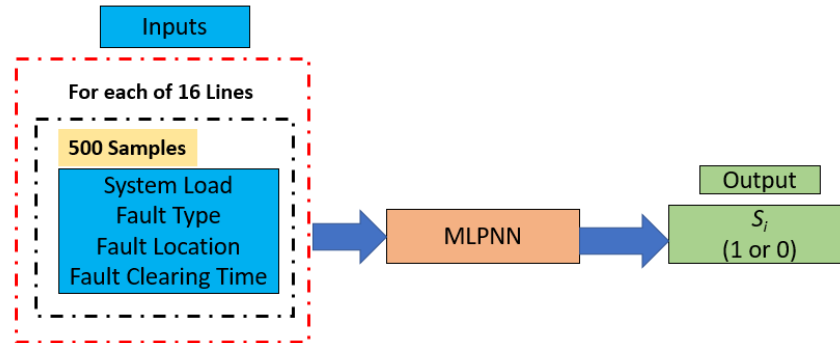 Inputs
For each of 16 Lines
500 Samples
System Load
Fault Type
Fault Location
Fault Clearing Time
MLPNN
Output
Sᵢ
(1 or 0)